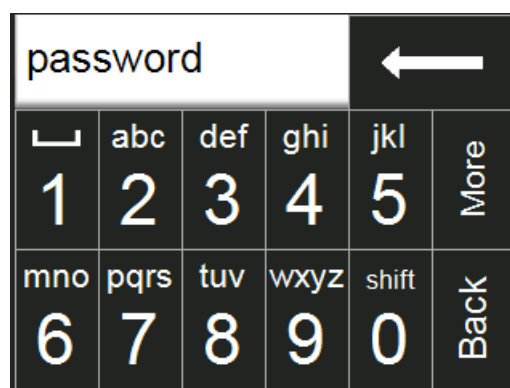 password
abc def ghi jkl
1 2 3 4 5 More
mno pqrs tuv wxyz shift
6 7 8 9 0 Back